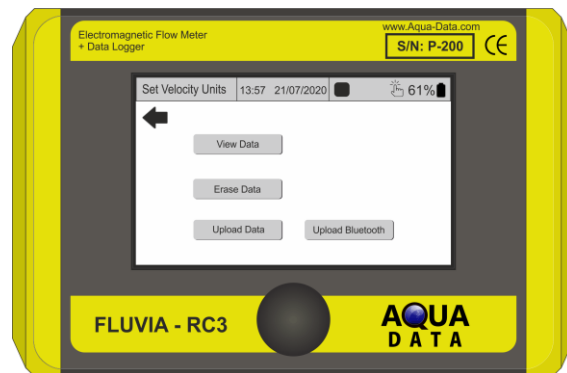 Electromagnetic Flow Meter
+ Data Logger
www.Aqua-Data.com
S/N: P-200
CE
Set Velocity Units 13:57 21/07/2020 61%
View Data
Erase Data
Upload Data Upload Bluetooth
FLUVIA - RC3
AQUA
DATA